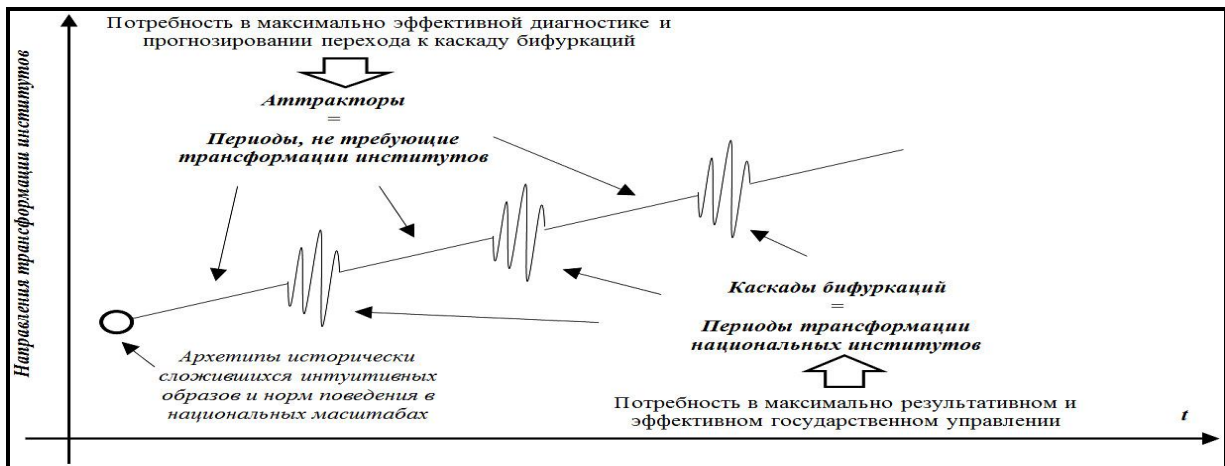 Потребность в максимально эффективной диагностике и
прогнозировании перехода к каскаду бифуркаций
Направления трансформации институтов
Аттракторы
=
Периоды, не требующие
трансформации институтов
Каскады бифуркаций
=
Периоды трансформации
национальных институтов
Архетипы исторически
сложившихся интуитивных
образов и норм поведения в
национальных масштабах
Потребность в максимально результативном и
эффективном государственном управлении
t